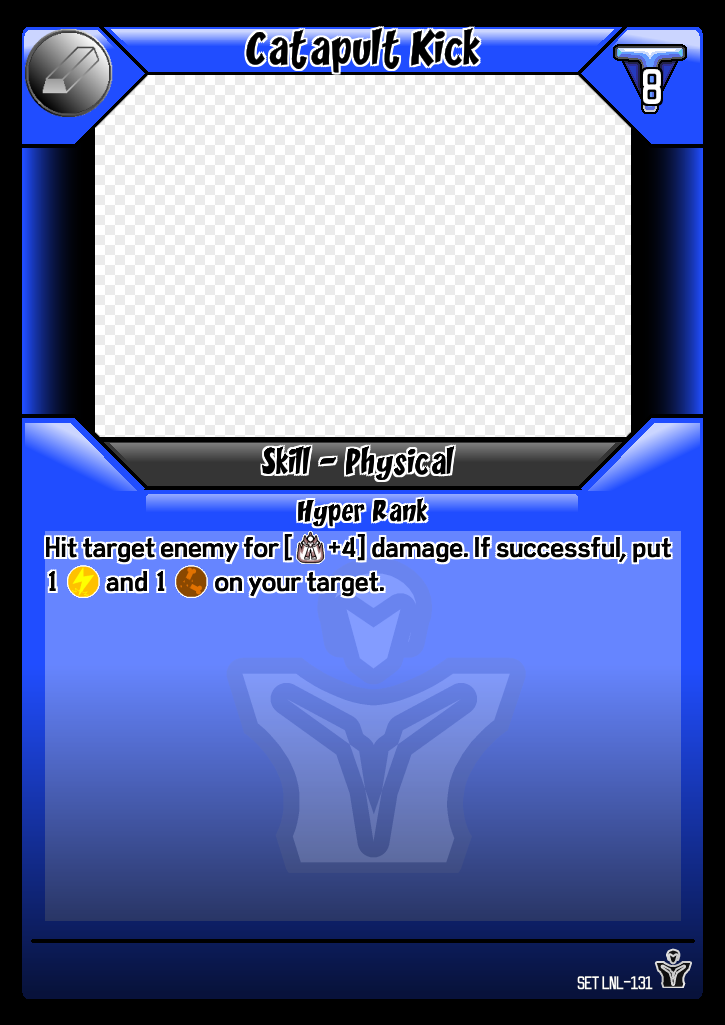 Catapult Kick
8
Skill - Physical
Hyper Rank
Hit target enemy for [ +4] damage. If successful, put
1 and 1 on your target.
SET LNL-131